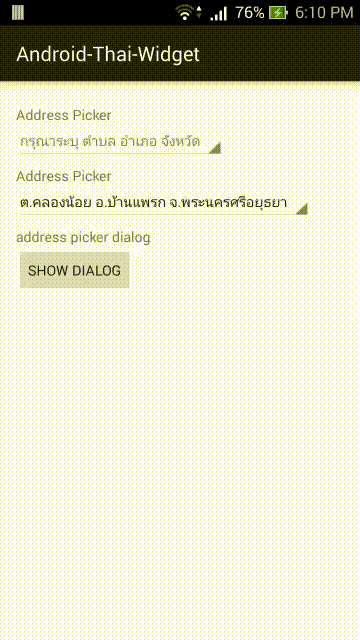 76% 6:10 PM
Android-Thai-Widget
Address Picker
กรุณาระบุ ตำบล อำเภอ จังหวัด
Address Picker
ต.คลองน้อย อ.บ้านแพรก จ.พระนครศรีอยุธยา
address picker dialog
SHOW DIALOG